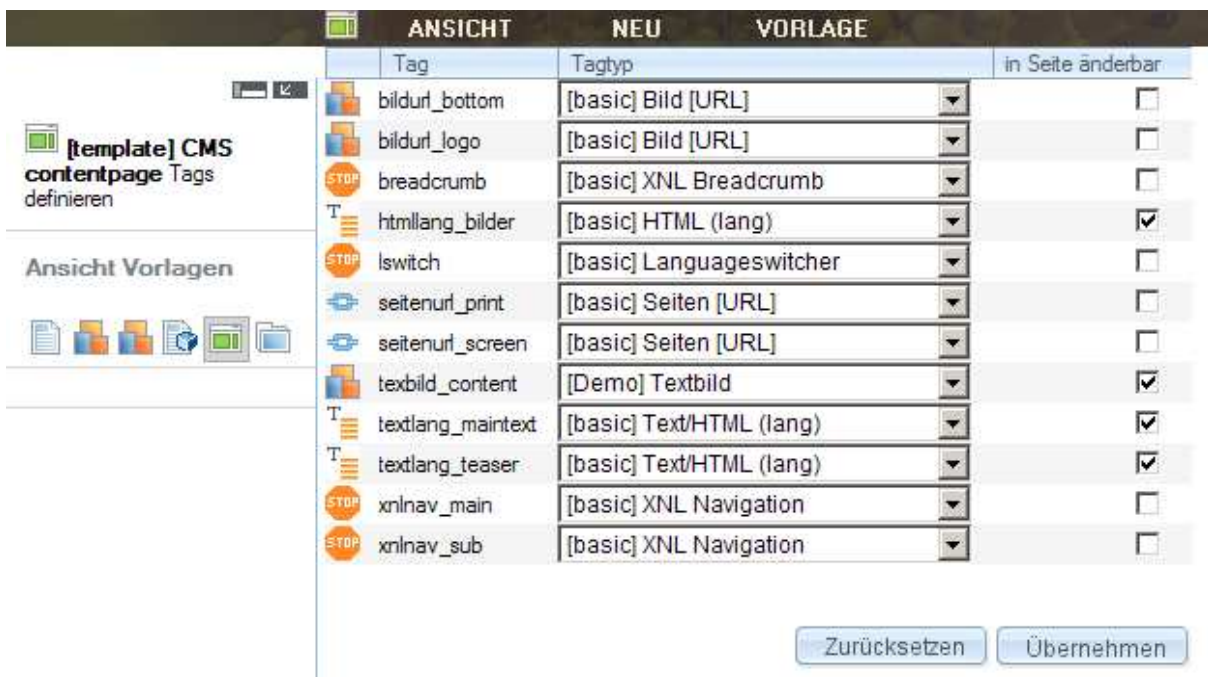 ANSICHT NEU VORLAGE
Tag Tagtyp in Seite änderbar
[template] CMS
contentpage Tags
definieren
Ansicht Vorlagen
bildurl_bottom [basic] Bild [URL]
bildurl_logo [basic] Bild [URL]
STOP breadcrumb [basic] XNL Breadcrumb
T htmllang_bilder [basic] HTML (lang)
STOP lswitch [basic] Languageswitcher
seitenurl_print [basic] Seiten [URL]
seitenurl_screen [basic] Seiten [URL]
texbild_content [Demo] Textbild
T textlang_maintext [basic] Text/HTML (lang)
T textlang_teaser [basic] Text/HTML (lang)
STOP xnlnav_main [basic] XNL Navigation
STOP xnlnav_sub [basic] XNL Navigation
Zurücksetzen Übernehmen